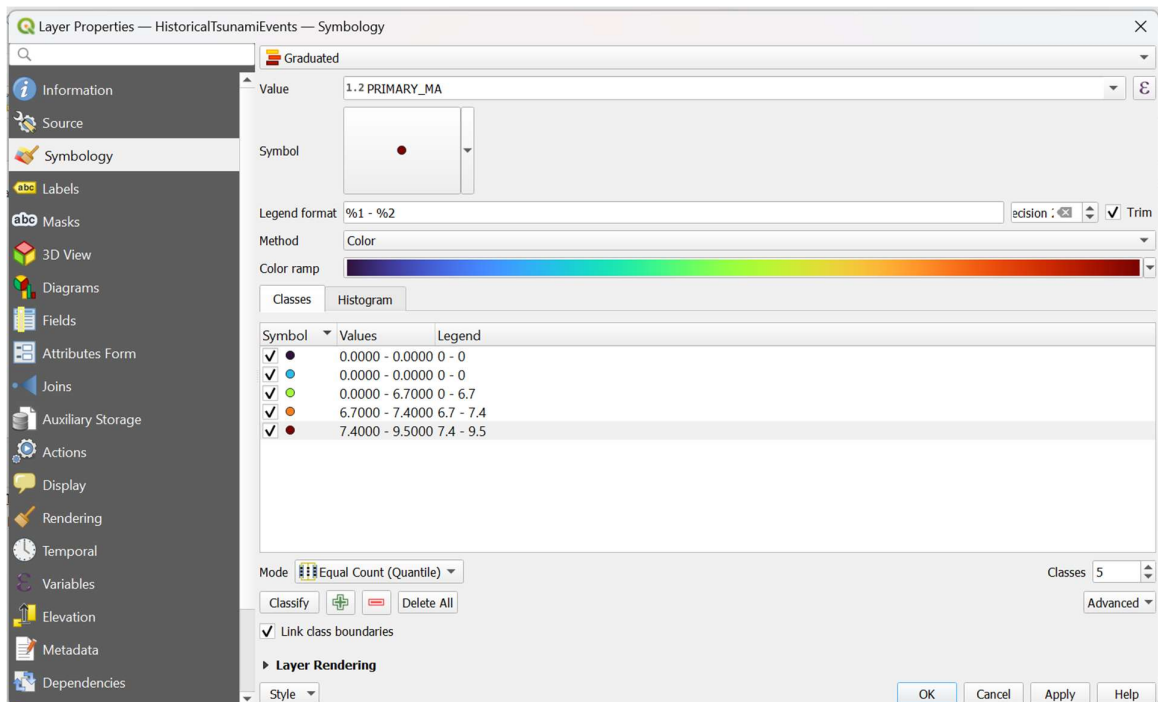 Layer Properties — HistoricalTsunamiEvents — Symbology
Information
Source
Symbology
abc Labels
abc Masks
3D View
Diagrams
Fields
Attributes Form
Joins
Auxiliary Storage
Actions
Display
Rendering
Temporal
Variables
Elevation
Metadata
Dependencies
Graduated
Value 1.2 PRIMARY_MA ε
Symbol
Legend format %1 - %2 ecision : Trim
Method Color
Color ramp
Classes Histogram
Symbol Values Legend
0.0000 - 0.0000 0 - 0
0.0000 - 0.0000 0 - 0
0.0000 - 6.7000 0 - 6.7
6.7000 - 7.4000 6.7 - 7.4
7.4000 - 9.5000 7.4 - 9.5
Mode Equal Count (Quantile) Classes 5
Classify Delete All Advanced
Link class boundaries
Layer Rendering
Style OK Cancel Apply Help